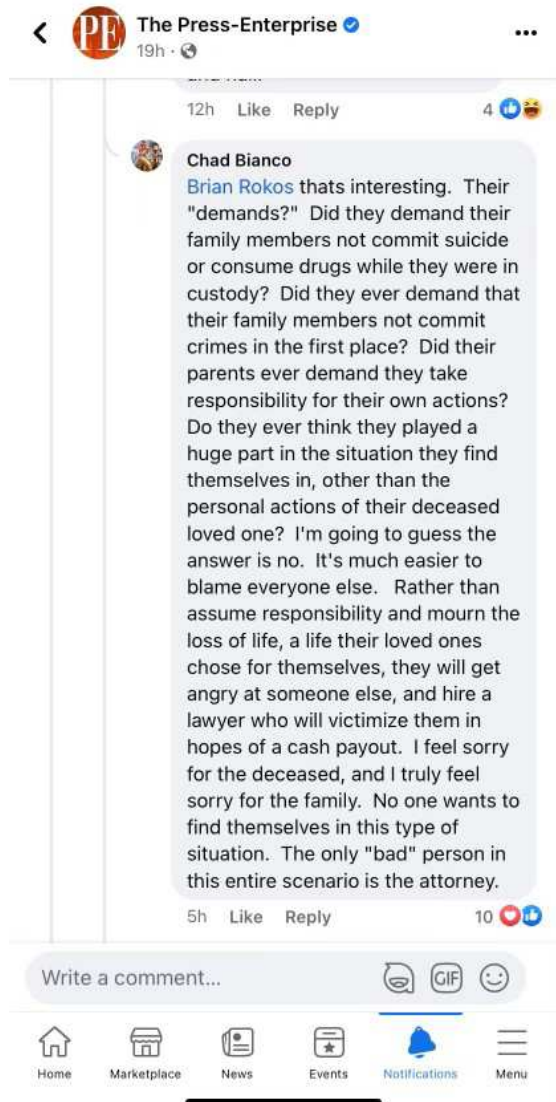 PE The Press-Enterprise
19h ·
12h Like Reply 4
Chad Bianco
Brian Rokos thats interesting. Their
"demands?" Did they demand their
family members not commit suicide
or consume drugs while they were in
custody? Did they ever demand that
their family members not commit
crimes in the first place? Did their
parents ever demand they take
responsibility for their own actions?
Do they ever think they played a
huge part in the situation they find
themselves in, other than the
personal actions of their deceased
loved one? I'm going to guess the
answer is no. It's much easier to
blame everyone else. Rather than
assume responsibility and mourn the
loss of life, a life their loved ones
chose for themselves, they will get
angry at someone else, and hire a
lawyer who will victimize them in
hopes of a cash payout. I feel sorry
for the deceased, and I truly feel
sorry for the family. No one wants to
find themselves in this type of
situation. The only "bad" person in
this entire scenario is the attorney.
5h Like Reply 10
Write a comment... GIF
Home Marketplace News Events Notifications Menu